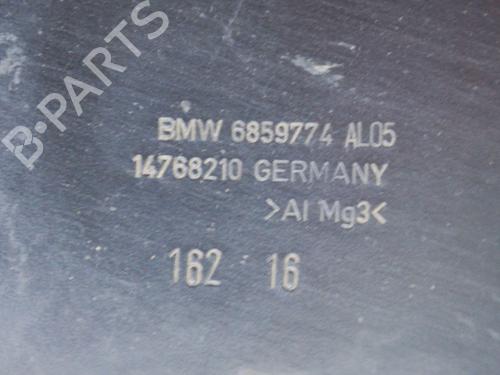 B-PARTS
BMW 6859774 AL05
14768210 GERMANY
>Al Mg3<
162 16